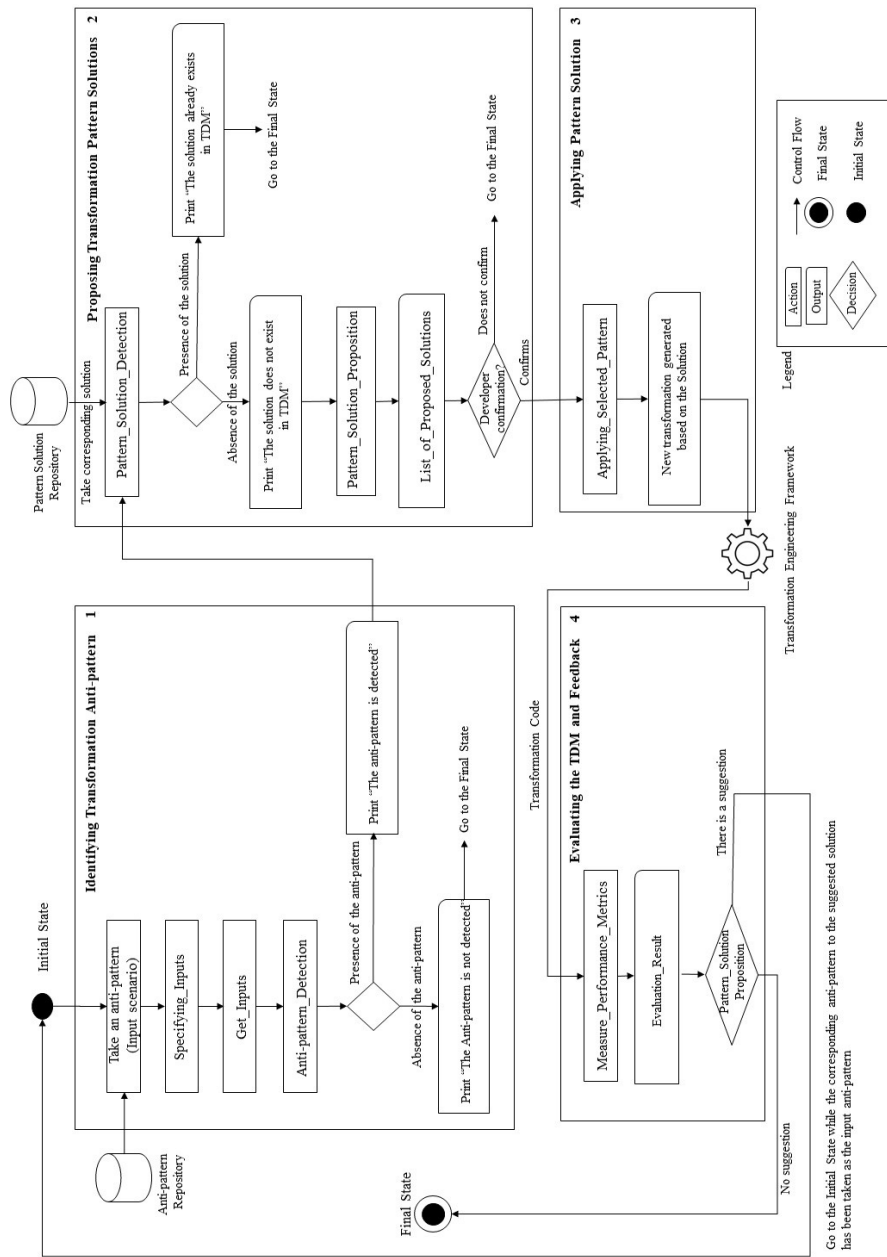 Initial State
Identifying Transformation Anti-pattern 1
Anti-pattern
Repository
Take an anti-pattern
(Input scenario)
Specifying_Inputs
Get_Inputs
Anti-pattern_Detection
Presence of the anti-pattern
Print “The anti-pattern is detected”
Absence of the anti-pattern
Print “The Anti-pattern is not detected”
Go to the Final State
Final State
Pattern Solution
Repository
Take corresponding solution
Proposing Transformation Pattern Solutions 2
Pattern_Solution_Detection
Presence of the solution
Print “The solution already exists
in TDM”
Go to the Final State
Absence of the solution
Print “The solution does not exist
in TDM”
Pattern_Solution_Proposition
List_of_Proposed_Solutions
Developer
confirmation?
Does not confirm
Go to the Final State
Confirms
Applying Pattern Solution 3
Applying_Selected_Pattern
New transformation generated
based on the Solution
Transformation Engineering Framework
Transformation Code
Evaluating the TDM and Feedback 4
Measure_Performance_Metrics
Evaluation_Result
Pattern_Solution
Proposition
There is a suggestion
No suggestion
Go to the Initial State while the corresponding anti-pattern to the suggested solution
has been taken as the input anti-pattern
Legend
Action
Output
Decision
Control Flow
Final State
Initial State